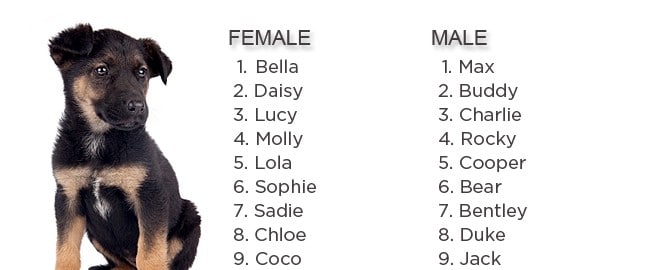 FEMALE
1. Bella
2. Daisy
3. Lucy
4. Molly
5. Lola
6. Sophie
7. Sadie
8. Chloe
9. Coco
MALE
1. Max
2. Buddy
3. Charlie
4. Rocky
5. Cooper
6. Bear
7. Bentley
8. Duke
9. Jack